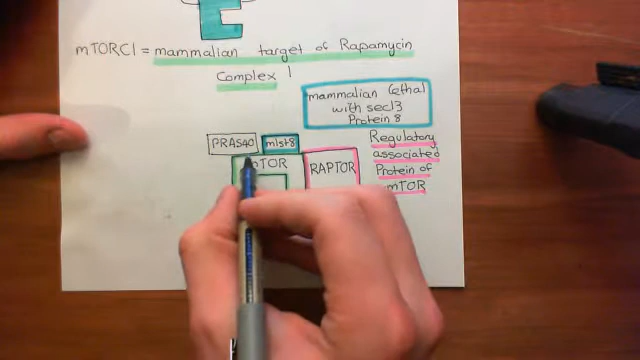 mTORC1 = mammalian target of Rapamycin
Complex 1
mammalian Lethal
with sec13
Protein 8
PRAS40
mlst8
Regulatory
associated
Protein of
mTOR
mTOR
RAPTOR